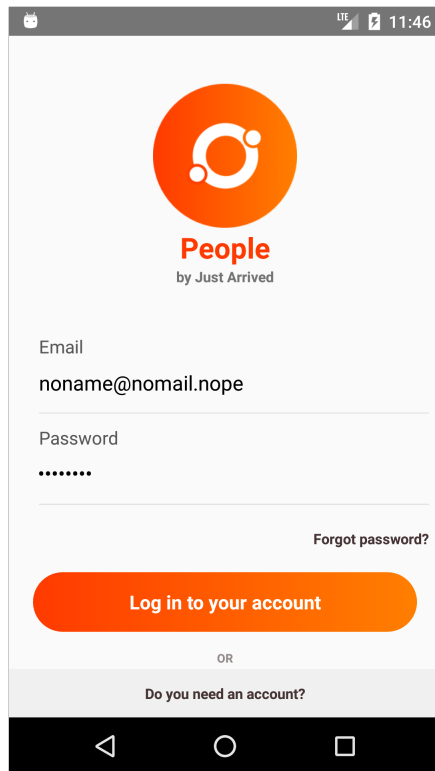 LTE 11:46
People
by Just Arrived
Email
noname@nomail.nope
Password
••••••••
Forgot password?
Log in to your account
OR
Do you need an account?